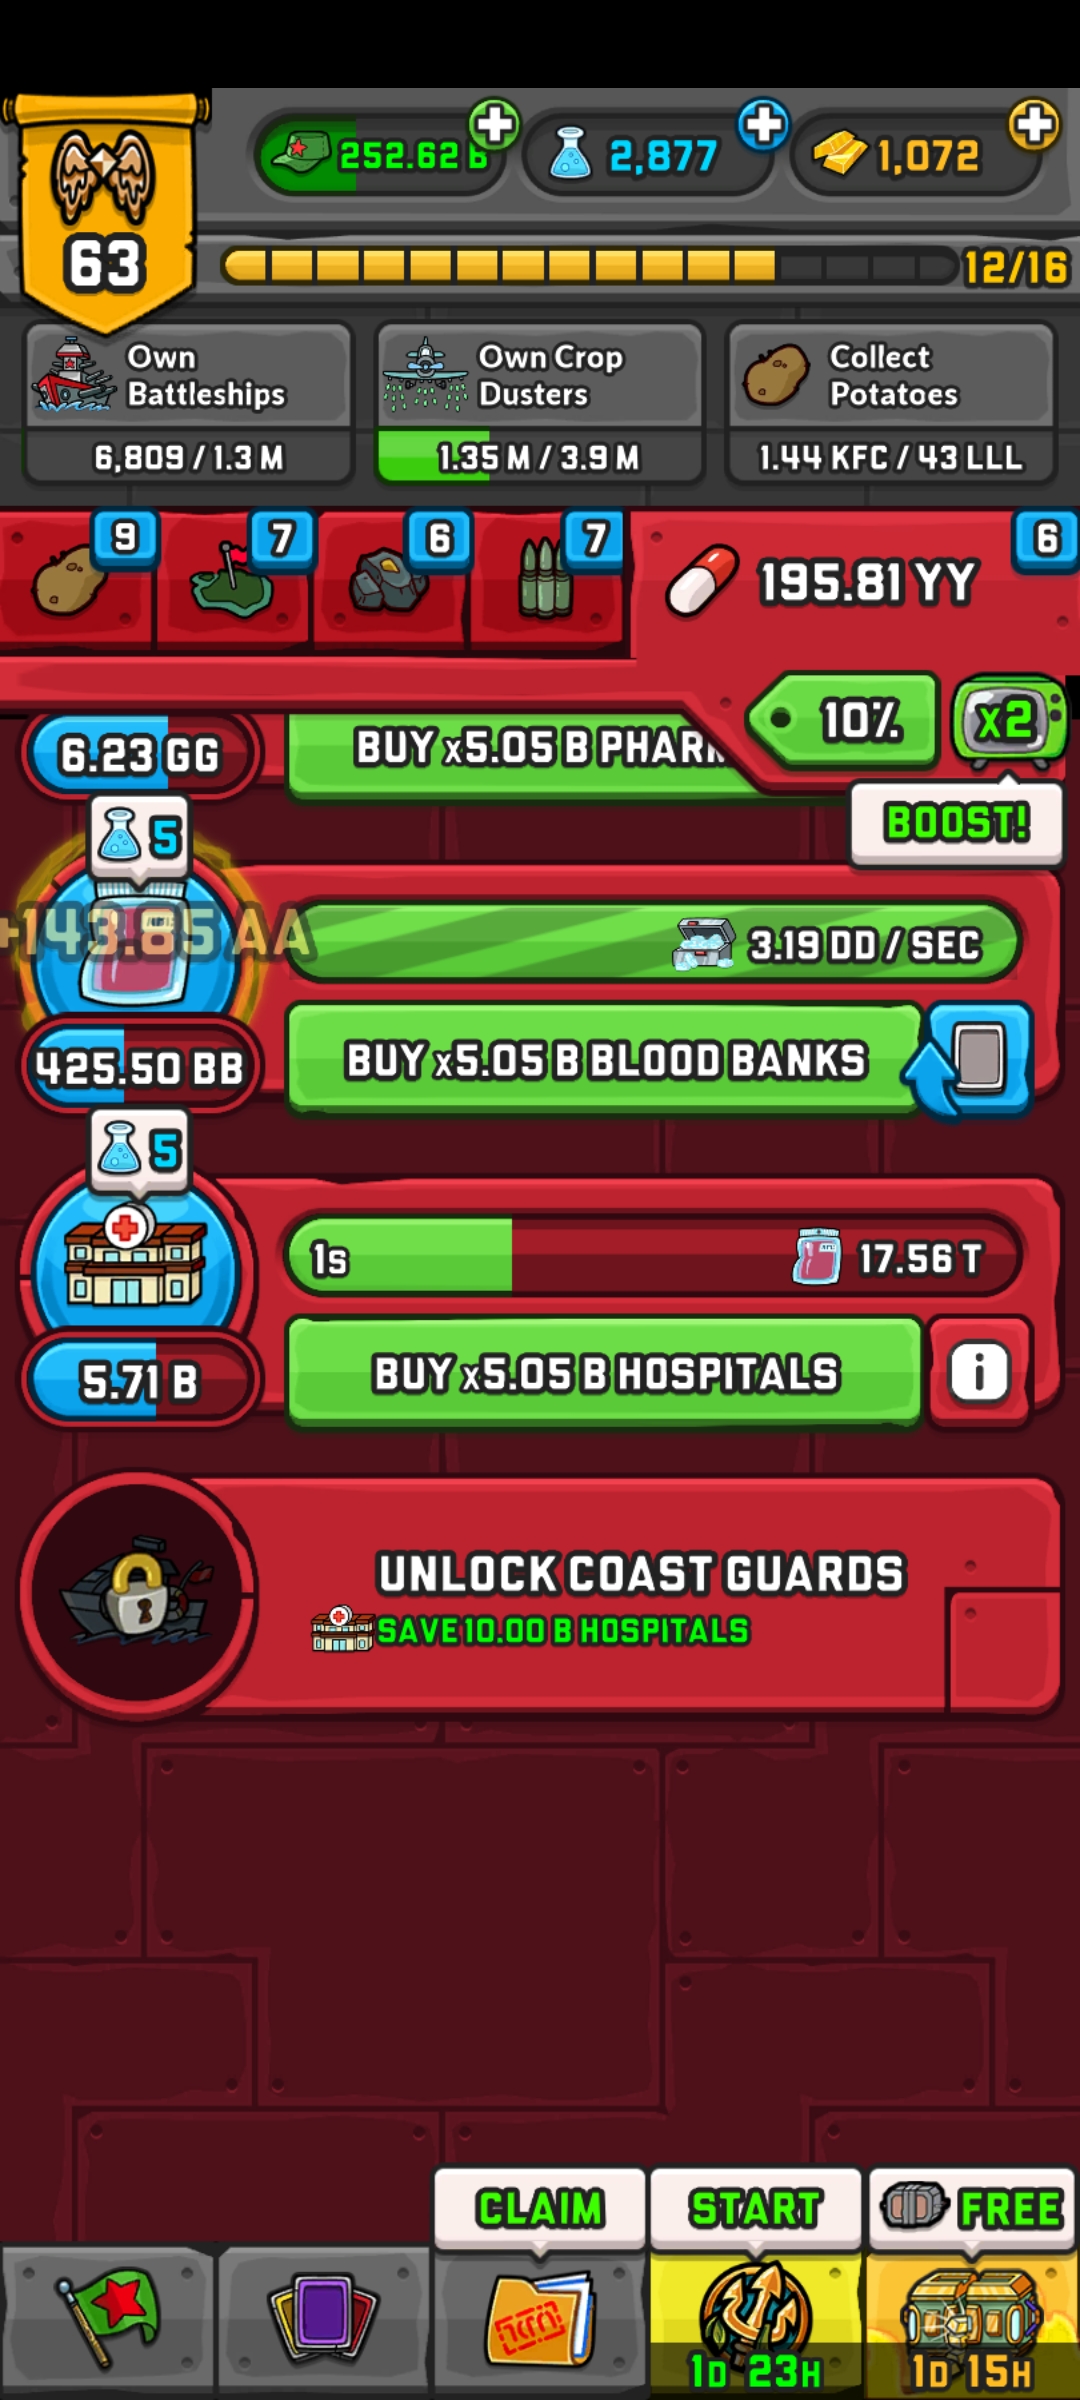 252.62 B
2,877
1,072
63
12/16
Own Battleships
6,809 / 1.3 M
Own Crop Dusters
1.35 M / 3.9 M
Collect Potatoes
1.44 KFC / 43 LLL
9
7
6
7
195.81 YY
6
10%
x2
BOOST!
6.23 GG
BUY x5.05 B PHARM
5
+143.85 AA
3.19 DD / SEC
425.50 BB
BUY x5.05 B BLOOD BANKS
5
1s
17.56 T
5.71 B
BUY x5.05 B HOSPITALS
i
UNLOCK COAST GUARDS
SAVE 10.00 B HOSPITALS
CLAIM
START
FREE
1D 23H
1D 15H